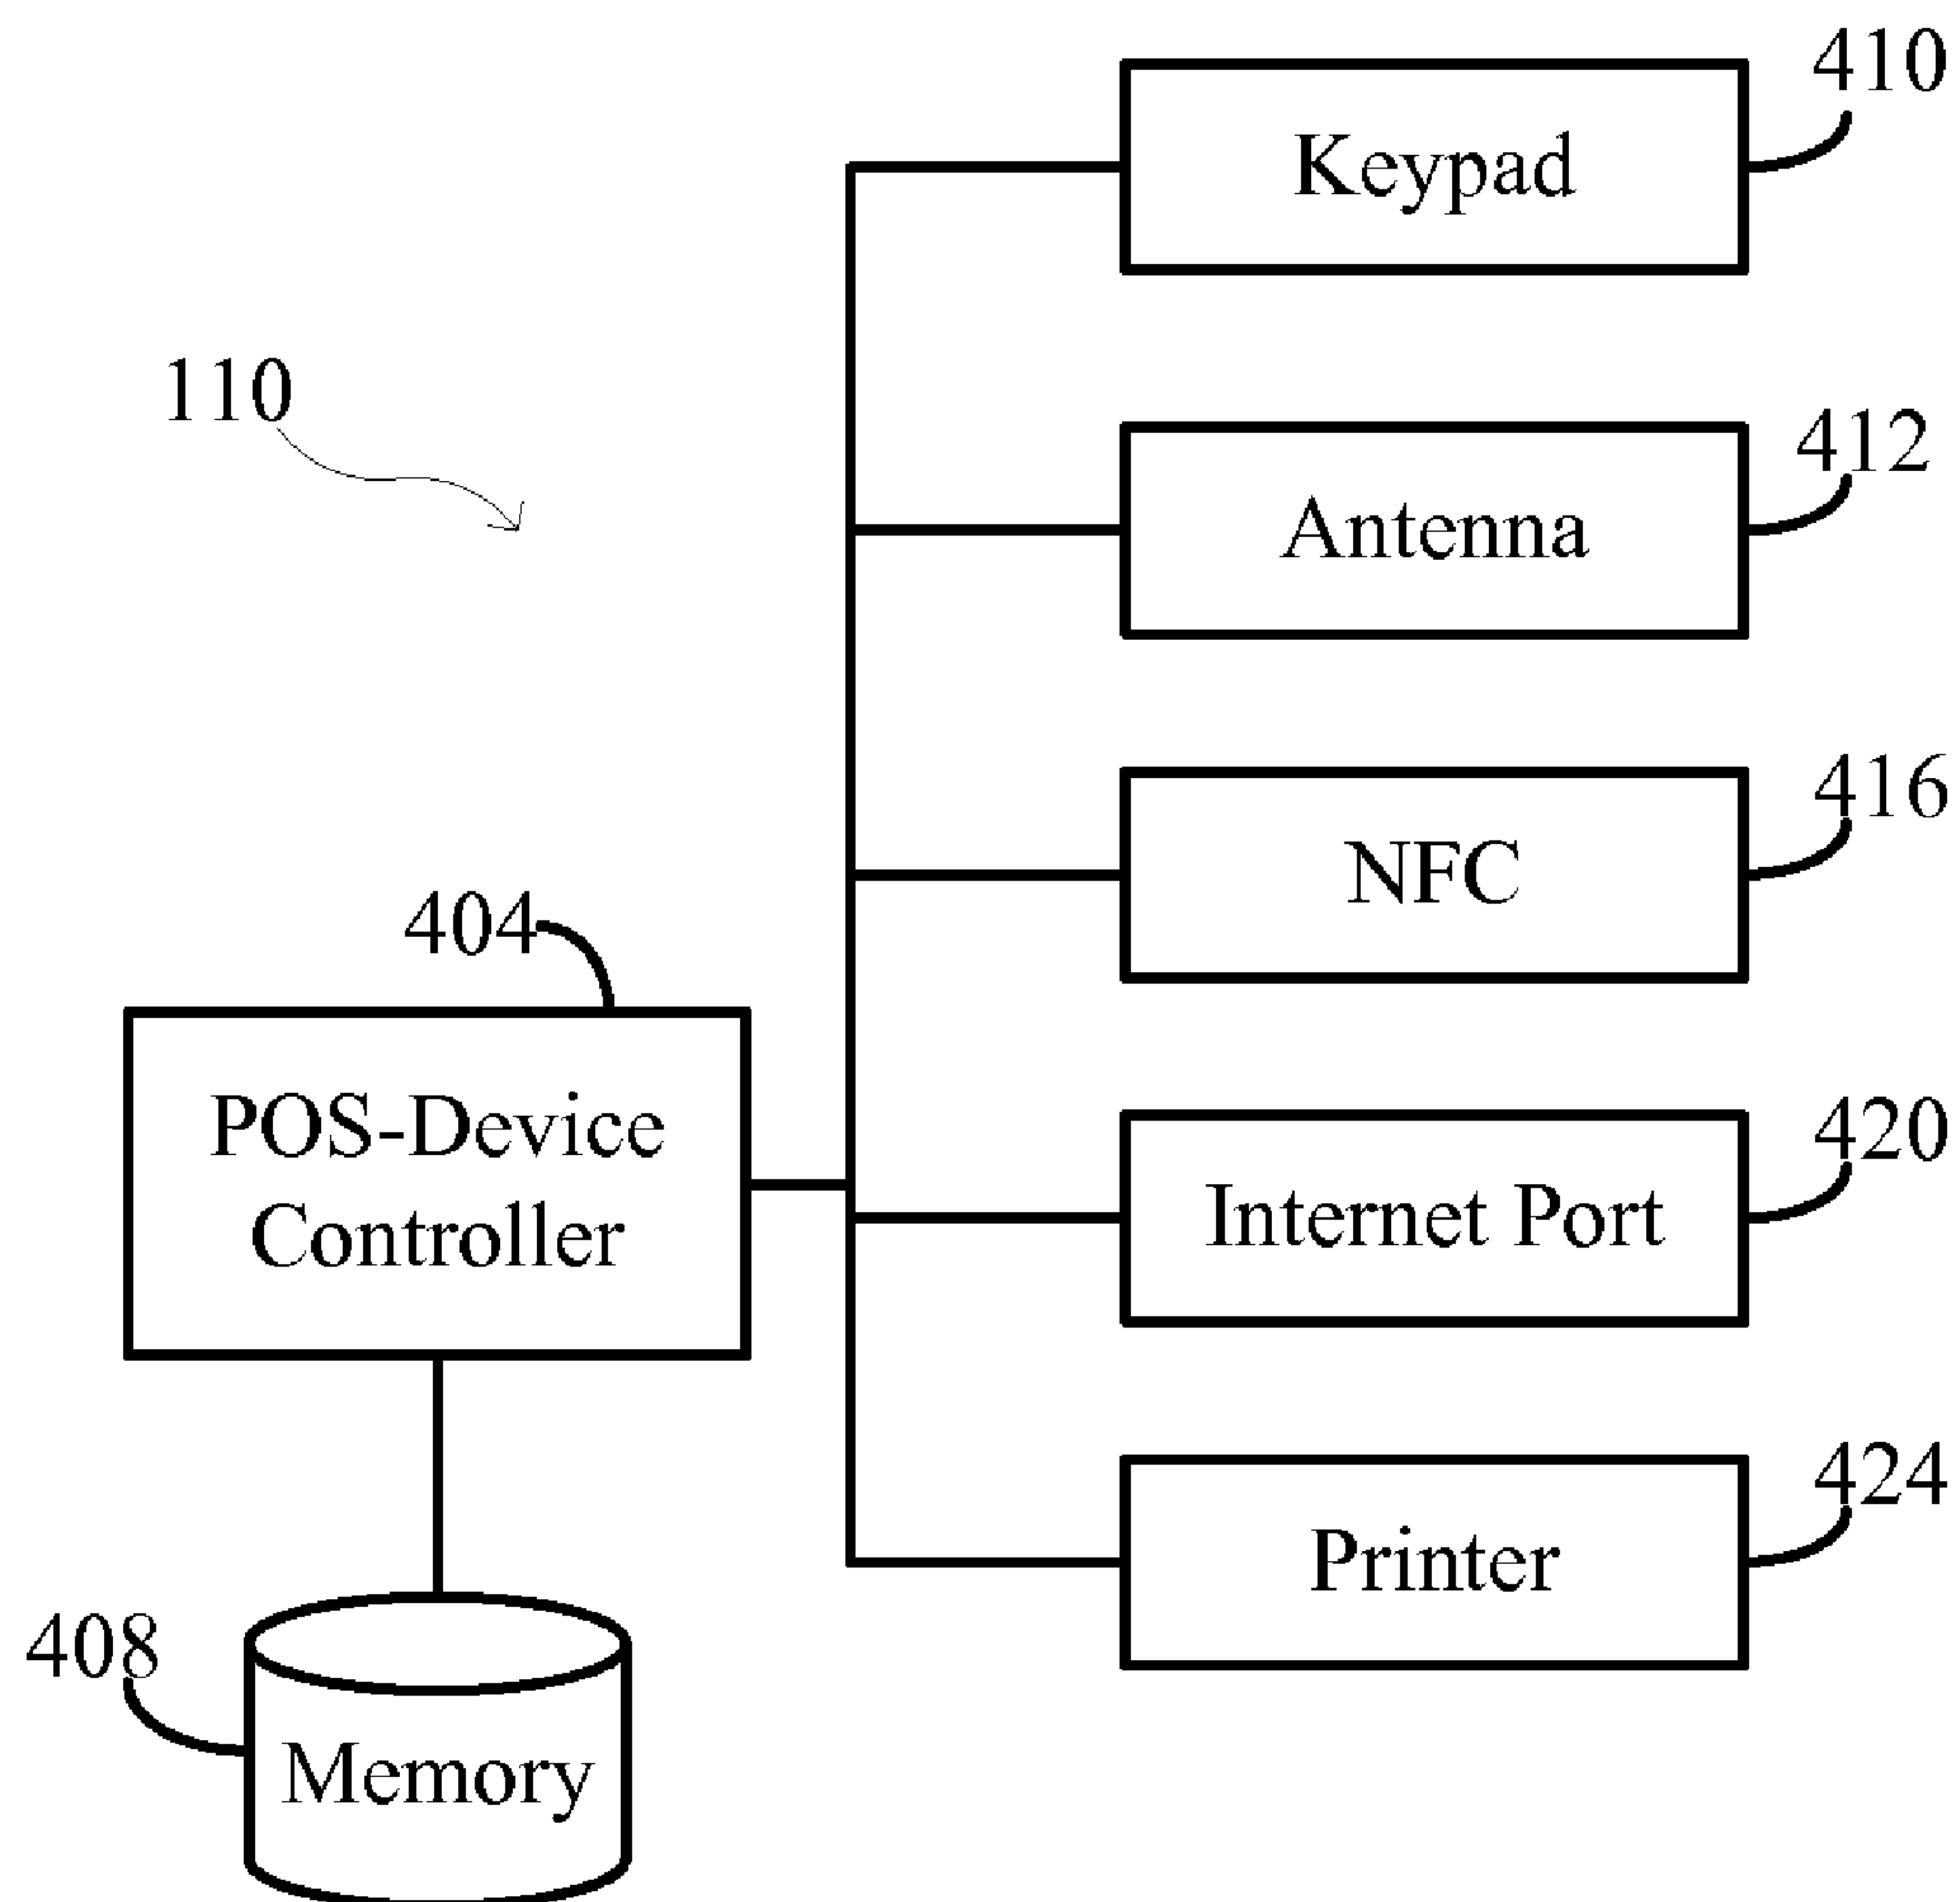 410
Keypad
110
412
Antenna
416
NFC
404
POS-Device
Controller
420
Internet Port
424
Printer
408
Memory